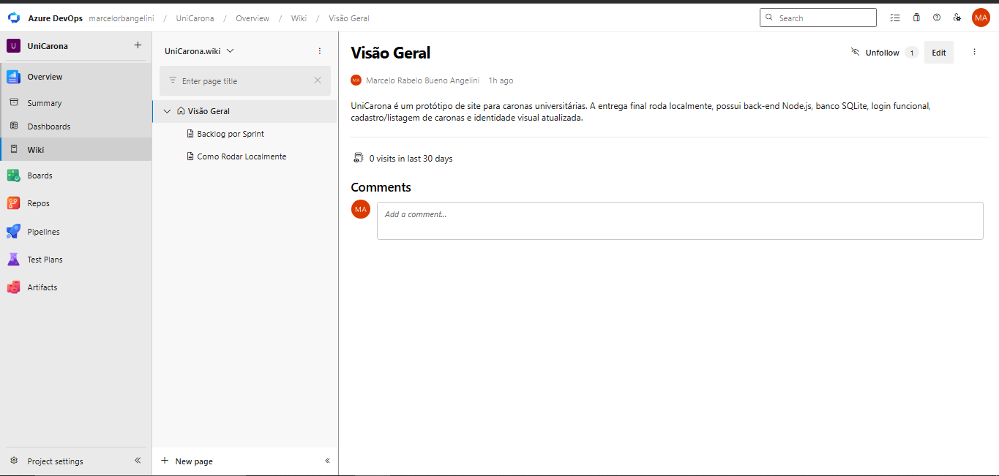 Azure DevOps marcelorbangelini / UniCarona / Overview / Wiki / Visão Geral
Search
MA
U UniCarona
Overview
Summary
Dashboards
Wiki
Boards
Repos
Pipelines
Test Plans
Artifacts
Project settings
UniCarona.wiki
Enter page title
Visão Geral
Backlog por Sprint
Como Rodar Localmente
New page
Visão Geral
Unfollow 1 Edit
MA Marcelo Rabelo Bueno Angelini 1h ago
UniCarona é um protótipo de site para caronas universitárias. A entrega final roda localmente, possui back-end Node.js, banco SQLite, login funcional,
cadastro/listagem de caronas e identidade visual atualizada.
0 visits in last 30 days
Comments
MA
Add a comment...